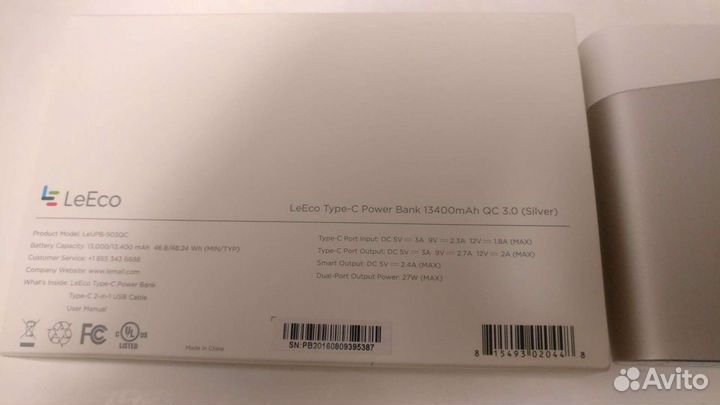 LeEco
LeEco Type-C Power Bank 13400mAh QC 3.0 (Silver)
Product Model: LeUPB-503QC
Battery Capacity: 13,000/13,400 mAh 46.8/48.24 Wh (MIN/TYP)
Customer Service: +1 855 343 6688
Company Website: www.lemall.com
What's Inside: LeEco Type-C Power Bank
Type-C 2-in-1 USB Cable
User Manual
Type-C Port Input: DC 5V⎓3A 9V⎓2.3A 12V⎓1.8A (MAX)
Type-C Port Output: DC 5V⎓3A 9V⎓2.7A 12V⎓2A (MAX)
Smart Output: DC 5V⎓2.4A (MAX)
Dual-Port Output Power: 27W (MAX)
FC c UL us
LISTED
Made in China
SN:PB20160809395387
8 15493 02044 8
Avito